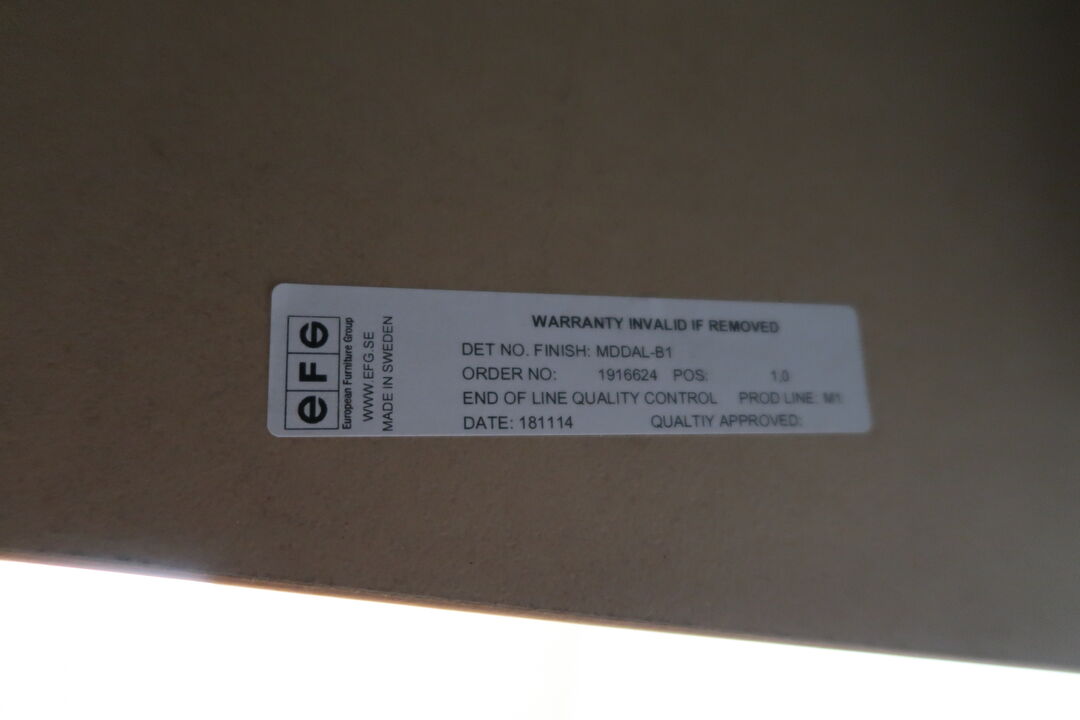 eFG
European Furniture Group
WWW.EFG.SE
MADE IN SWEDEN
WARRANTY INVALID IF REMOVED
DET NO. FINISH: MDDAL-B1
ORDER NO: 1916624 POS: 1,0
END OF LINE QUALITY CONTROL PROD LINE: M1
DATE: 181114 QUALTIY APPROVED: